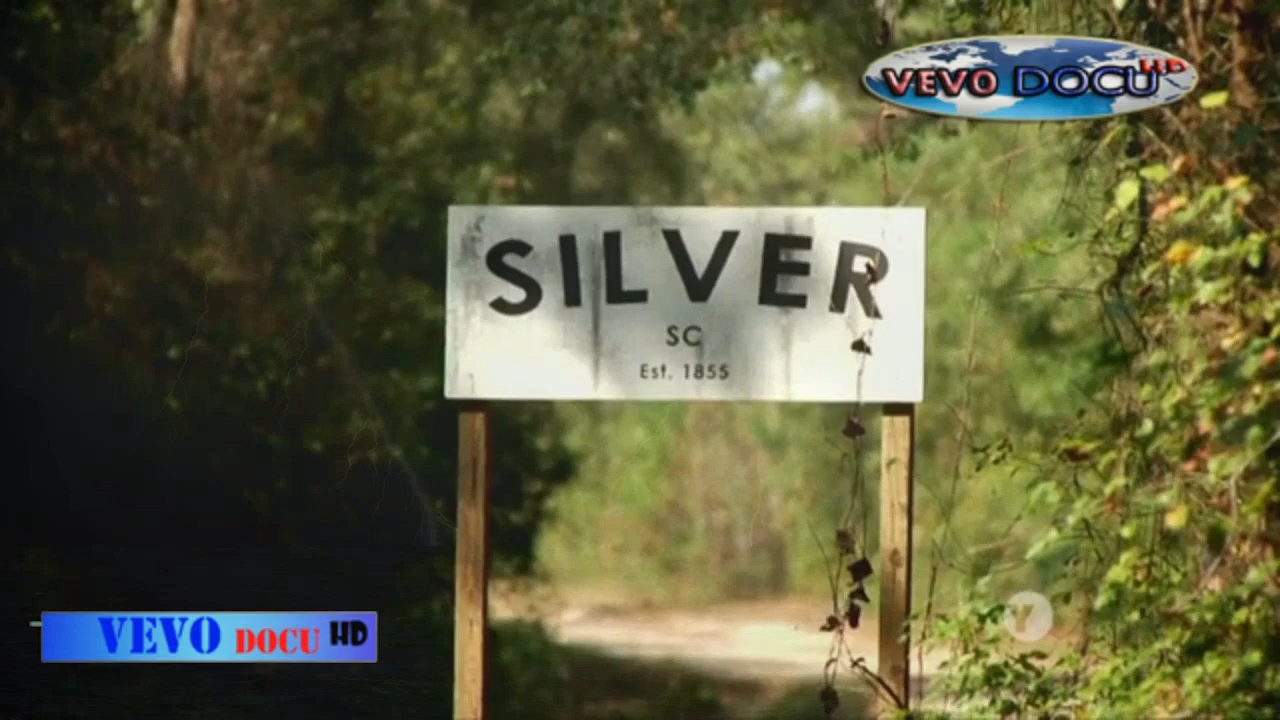 VEVO DOCU HD
SILVER
SC
Est. 1855
Y
VEVO DOCU HD